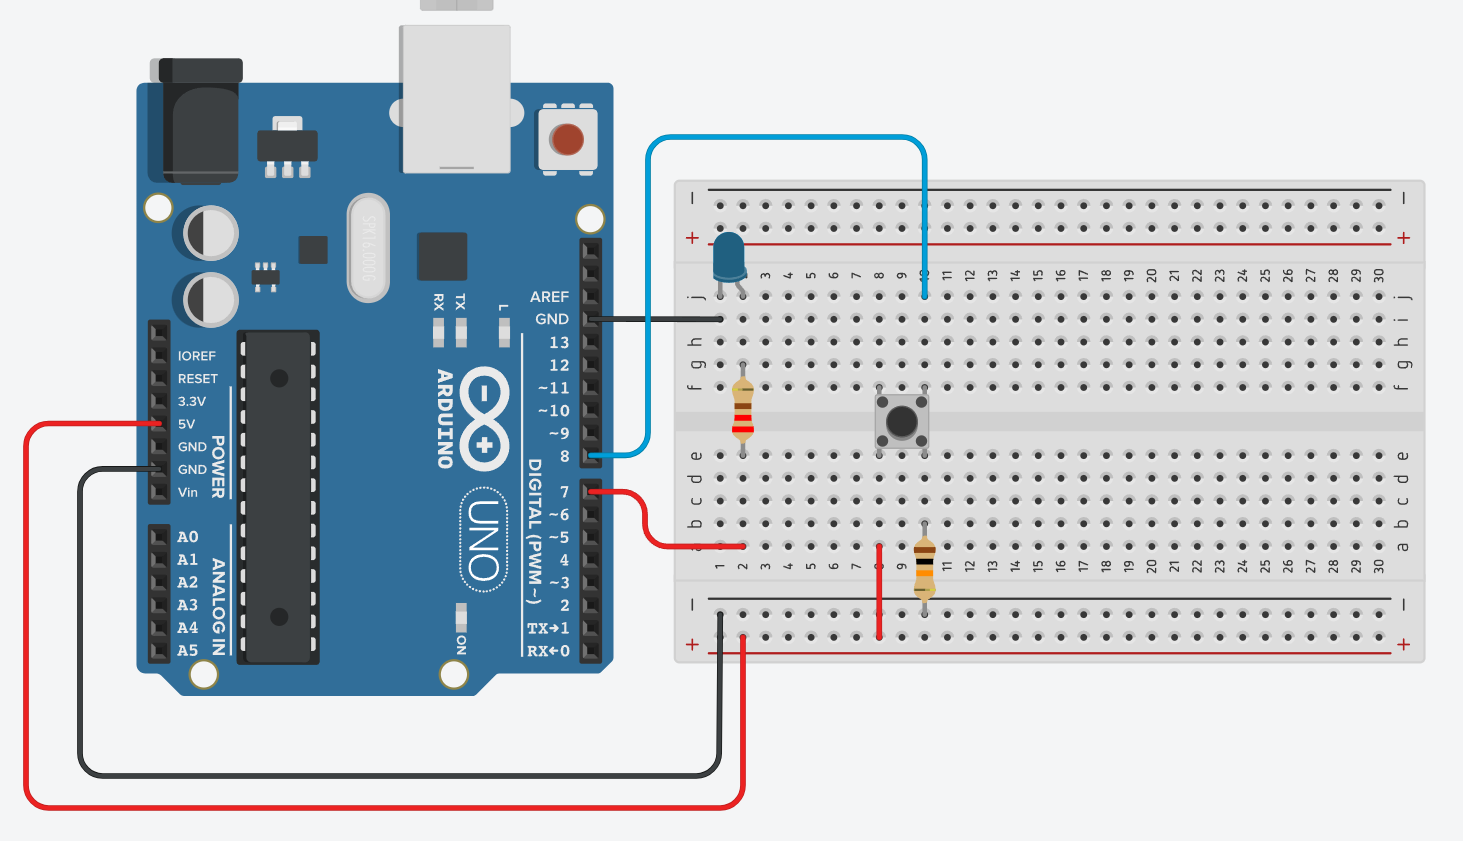 AREF
GND
13
12
~11
~10
~9
8
7
~6
~5
4
~3
2
TX→1
RX←0
DIGITAL (PWM~)
IOREF
RESET
3.3V
5V
GND
GND
Vin
POWER
A0
A1
A2
A3
A4
A5
ANALOG IN
RX
TX
L
ARDUINO
UNO
ON
SPK16.000G
− −
+ +
3 4 5 6 7 8 9 10 11 12 13 14 15 16 17 18 19 20 21 22 23 24 25 26 27 28 29 30
j j
i i
h h
g g
f f
e e
d d
c c
b b
a a
1 2 3 4 5 6 7 8 9 10 11 12 13 14 15 16 17 18 19 20 21 22 23 24 25 26 27 28 29 30
− −
+ +